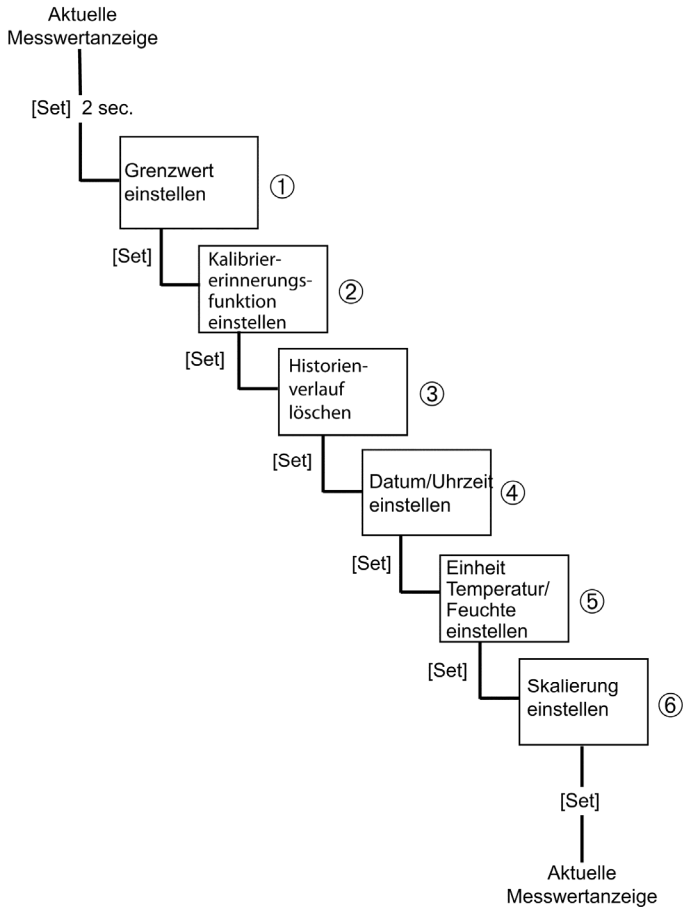 Aktuelle
Messwertanzeige
[Set] 2 sec.
Grenzwert
einstellen
①
[Set]
Kalibrier-
erinnerungs-
funktion
einstellen
②
[Set]
Historien-
verlauf
löschen
③
[Set]
Datum/Uhrzeit
einstellen
④
[Set]
Einheit
Temperatur/
Feuchte
einstellen
⑤
[Set]
Skalierung
einstellen
⑥
[Set]
Aktuelle
Messwertanzeige